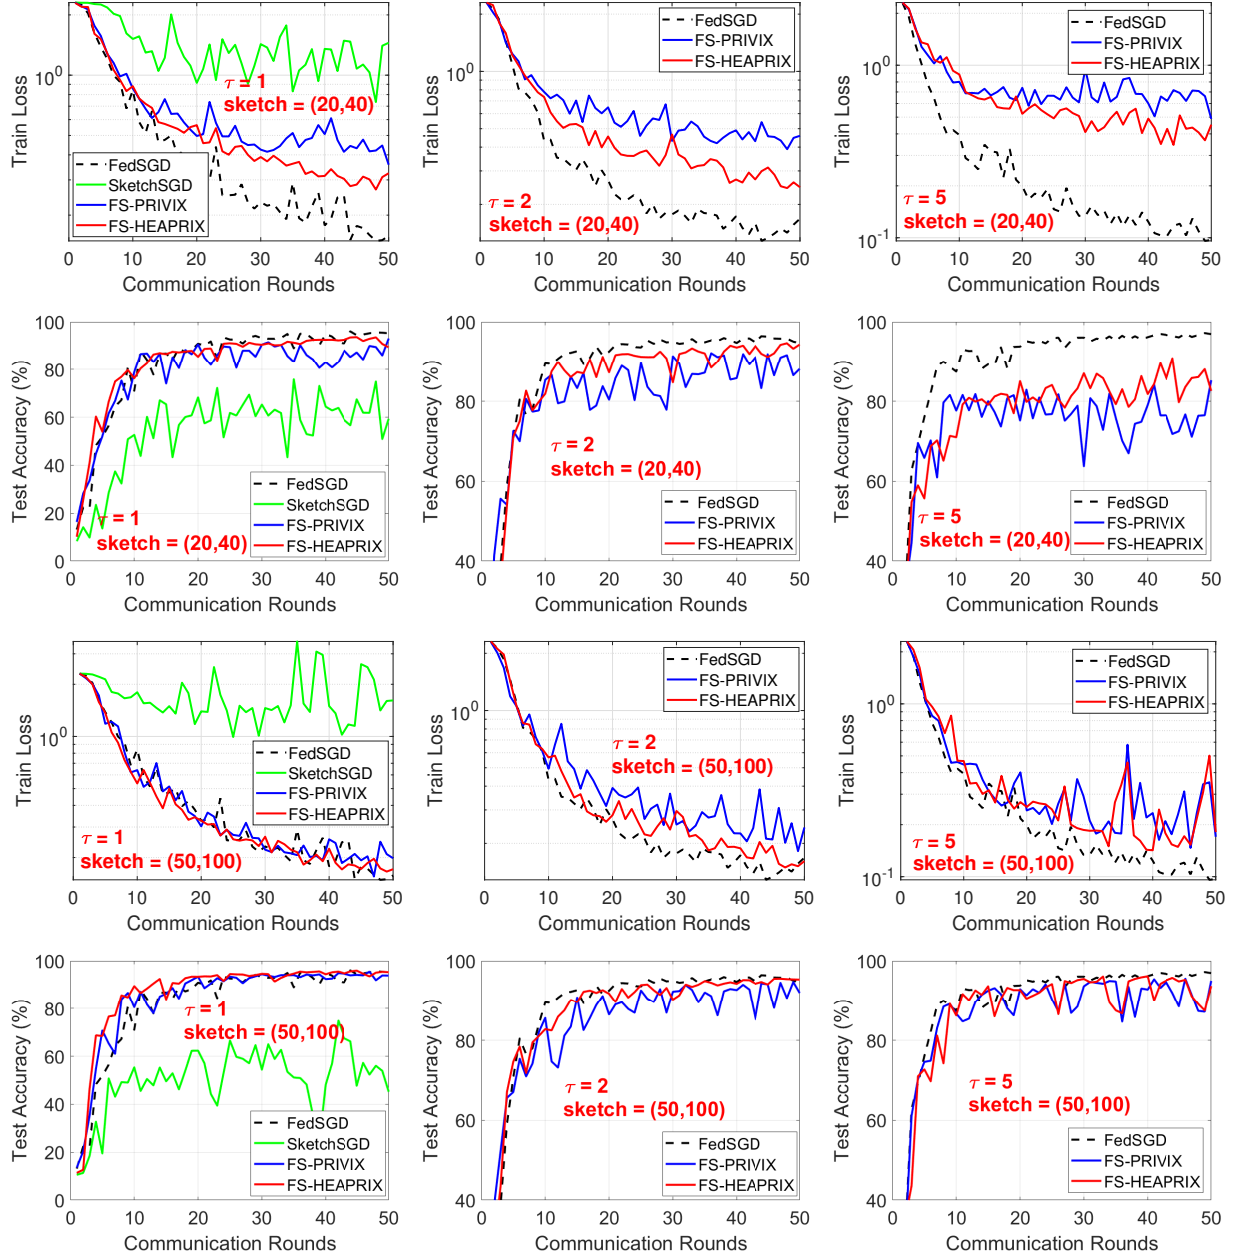 10^0
Train Loss
τ = 1
sketch = (20,40)
FedSGD
SketchSGD
FS-PRIVIX
FS-HEAPRIX
0 10 20 30 40 50
Communication Rounds
10^0
Train Loss
FedSGD
FS-PRIVIX
FS-HEAPRIX
τ = 2
sketch = (20,40)
0 10 20 30 40 50
Communication Rounds
10^0
10^-1
Train Loss
FedSGD
FS-PRIVIX
FS-HEAPRIX
τ = 5
sketch = (20,40)
0 10 20 30 40 50
Communication Rounds
100
80
60
40
20
0
Test Accuracy (%)
τ = 1
sketch = (20,40)
FedSGD
SketchSGD
FS-PRIVIX
FS-HEAPRIX
0 10 20 30 40 50
Communication Rounds
100
80
60
40
Test Accuracy (%)
τ = 2
sketch = (20,40)
FedSGD
FS-PRIVIX
FS-HEAPRIX
0 10 20 30 40 50
Communication Rounds
100
80
60
40
Test Accuracy (%)
τ = 5
sketch = (20,40)
FedSGD
FS-PRIVIX
FS-HEAPRIX
0 10 20 30 40 50
Communication Rounds
10^0
Train Loss
FedSGD
SketchSGD
FS-PRIVIX
FS-HEAPRIX
τ = 1
sketch = (50,100)
0 10 20 30 40 50
Communication Rounds
10^0
Train Loss
FedSGD
FS-PRIVIX
FS-HEAPRIX
τ = 2
sketch = (50,100)
0 10 20 30 40 50
Communication Rounds
10^0
10^-1
Train Loss
FedSGD
FS-PRIVIX
FS-HEAPRIX
τ = 5
sketch = (50,100)
0 10 20 30 40 50
Communication Rounds
100
80
60
40
20
0
Test Accuracy (%)
τ = 1
sketch = (50,100)
FedSGD
SketchSGD
FS-PRIVIX
FS-HEAPRIX
0 10 20 30 40 50
Communication Rounds
100
80
60
40
Test Accuracy (%)
τ = 2
sketch = (50,100)
FedSGD
FS-PRIVIX
FS-HEAPRIX
0 10 20 30 40 50
Communication Rounds
100
80
60
40
Test Accuracy (%)
τ = 5
sketch = (50,100)
FedSGD
FS-PRIVIX
FS-HEAPRIX
0 10 20 30 40 50
Communication Rounds